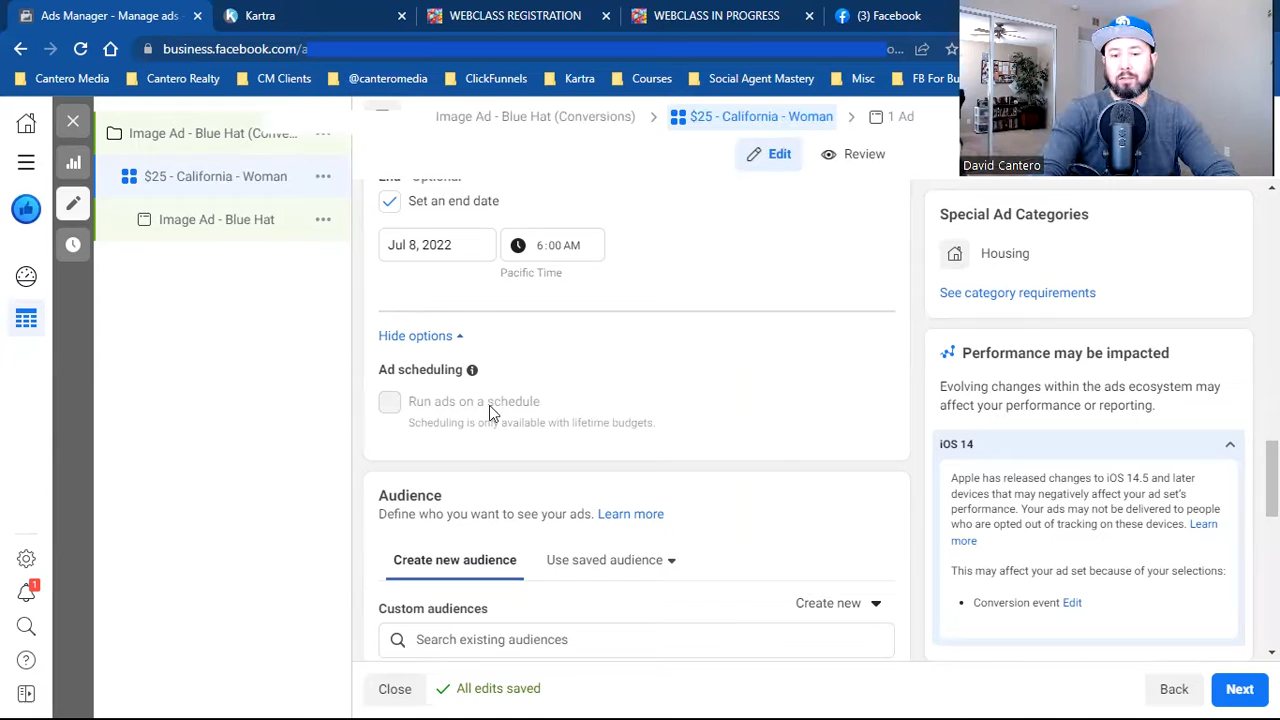 Ads Manager - Manage ads -
Kartra
WEBCLASS REGISTRATION
WEBCLASS IN PROGRESS
(3) Facebook
business.facebook.com/a
o...
Cantero Media
Cantero Realty
CM Clients
@canteromedia
ClickFunnels
Kartra
Courses
Social Agent Mastery
Misc
FB For Bu
David Cantero
Image Ad - Blue Hat (Conve...
$25 - California - Woman
Image Ad - Blue Hat
Image Ad - Blue Hat (Conversions)
$25 - California - Woman
1 Ad
Edit
Review
End - Optional
Set an end date
Jul 8, 2022
6:00 AM
Pacific Time
Hide options
Ad scheduling
Run ads on a schedule
Scheduling is only available with lifetime budgets.
Audience
Define who you want to see your ads. Learn more
Create new audience
Use saved audience
Custom audiences
Create new
Search existing audiences
Special Ad Categories
Housing
See category requirements
Performance may be impacted
Evolving changes within the ads ecosystem may
affect your performance or reporting.
iOS 14
Apple has released changes to iOS 14.5 and later
devices that may negatively affect your ad set's
performance. Your ads may not be delivered to people
who are opted out of tracking on these devices. Learn
more
This may affect your ad set because of your selections:
• Conversion event Edit
1
Close
All edits saved
Back
Next